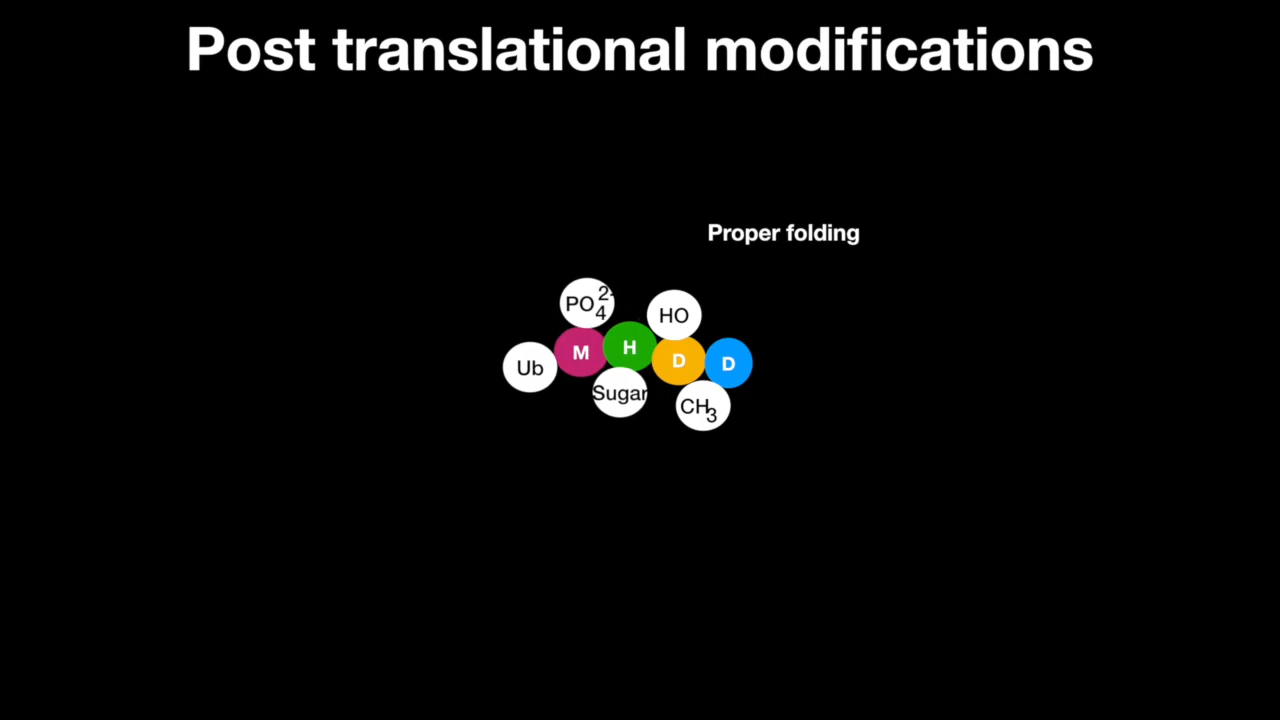 Post translational modifications
Proper folding
PO₄²⁻
HO
M
H
D
D
Ub
Sugar
CH₃